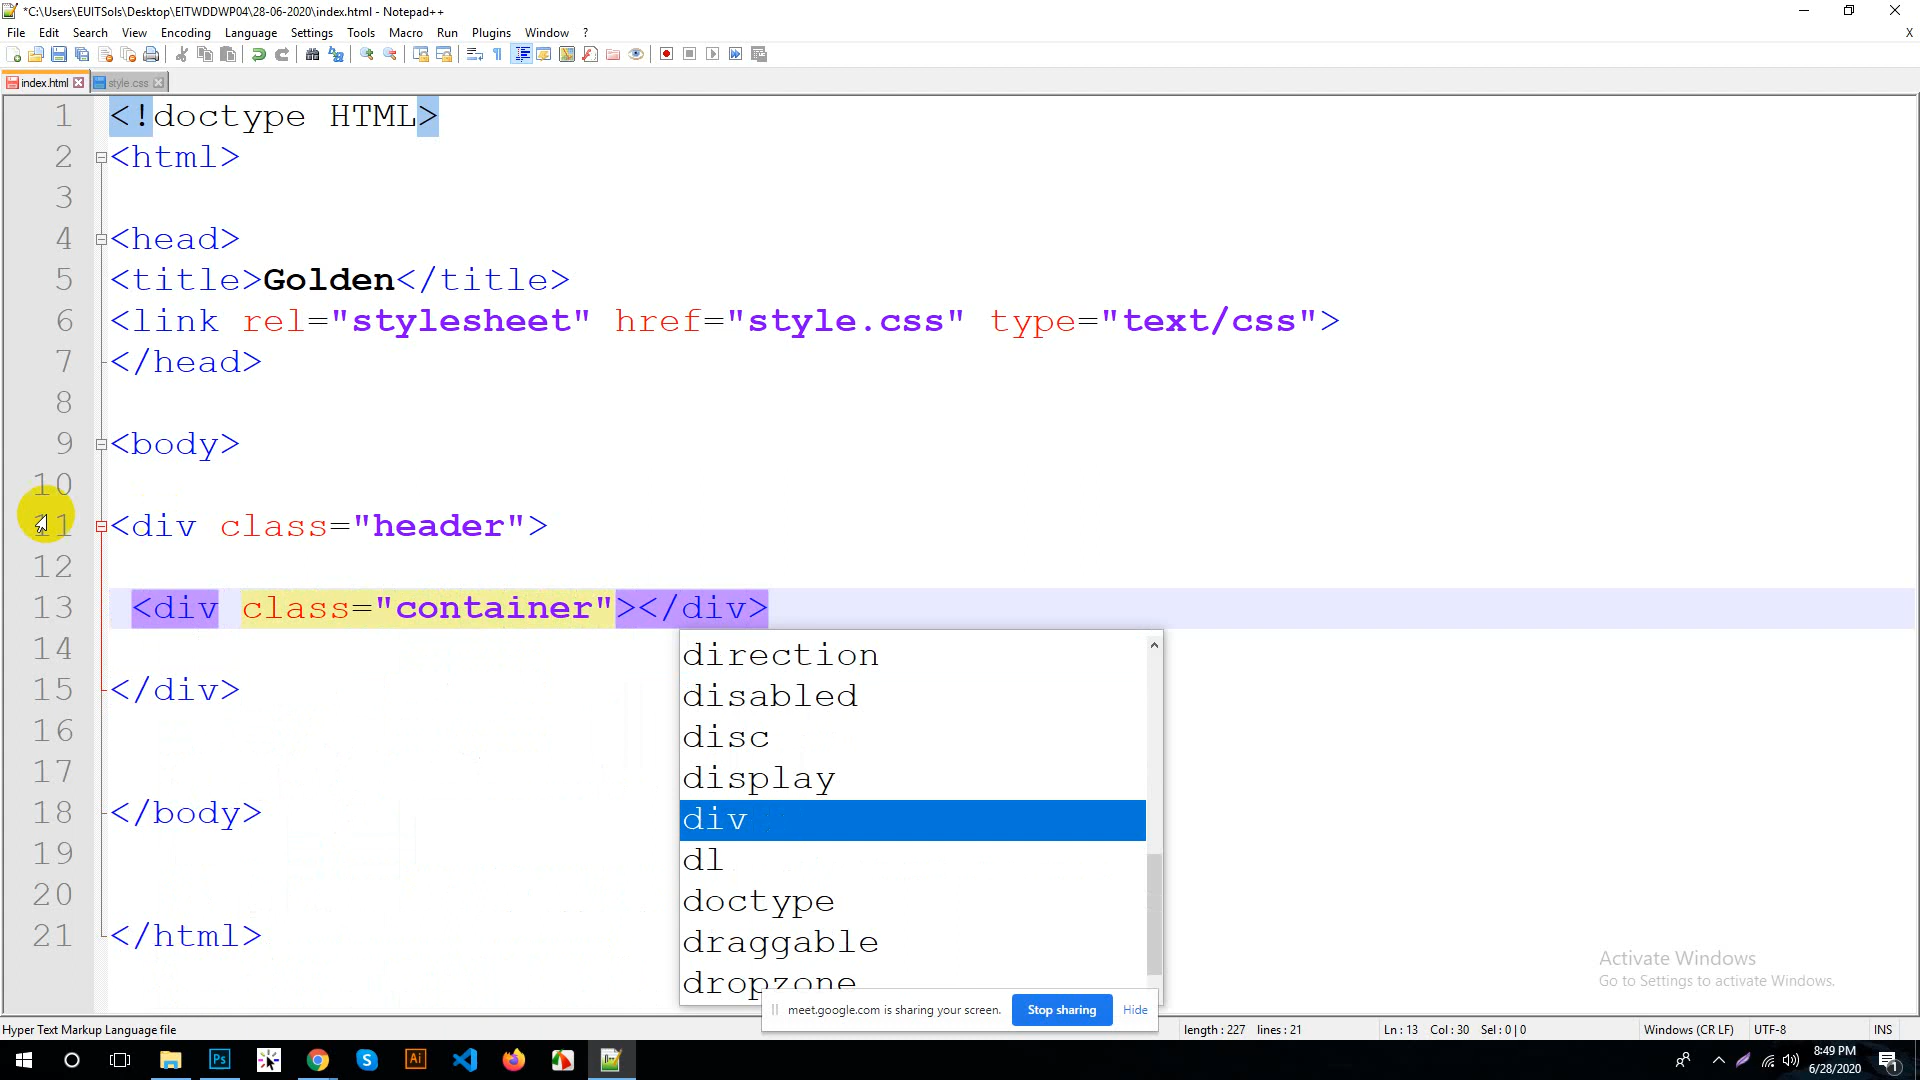 *C:\Users\EUITSols\Desktop\EITWDDWP04\28-06-2020\index.html - Notepad++
File Edit Search View Encoding Language Settings Tools Macro Run Plugins Window ? X
index.html style.css
1 <!doctype HTML>
2 <html>
3
4 <head>
5 <title>Golden</title>
6 <link rel="stylesheet" href="style.css" type="text/css">
7 </head>
8
9 <body>
10
11 <div class="header">
12
13 <div class="container"></div>
14
15 </div>
16
17
18 </body>
19
20
21 </html>
direction
disabled
disc
display
div
dl
doctype
draggable
dropzone
Activate Windows
Go to Settings to activate Windows.
meet.google.com is sharing your screen. Stop sharing Hide
Hyper Text Markup Language file length : 227 lines : 21 Ln : 13 Col : 30 Sel : 0 | 0 Windows (CR LF) UTF-8 INS
Ps Ai
8:49 PM
6/28/2020
1